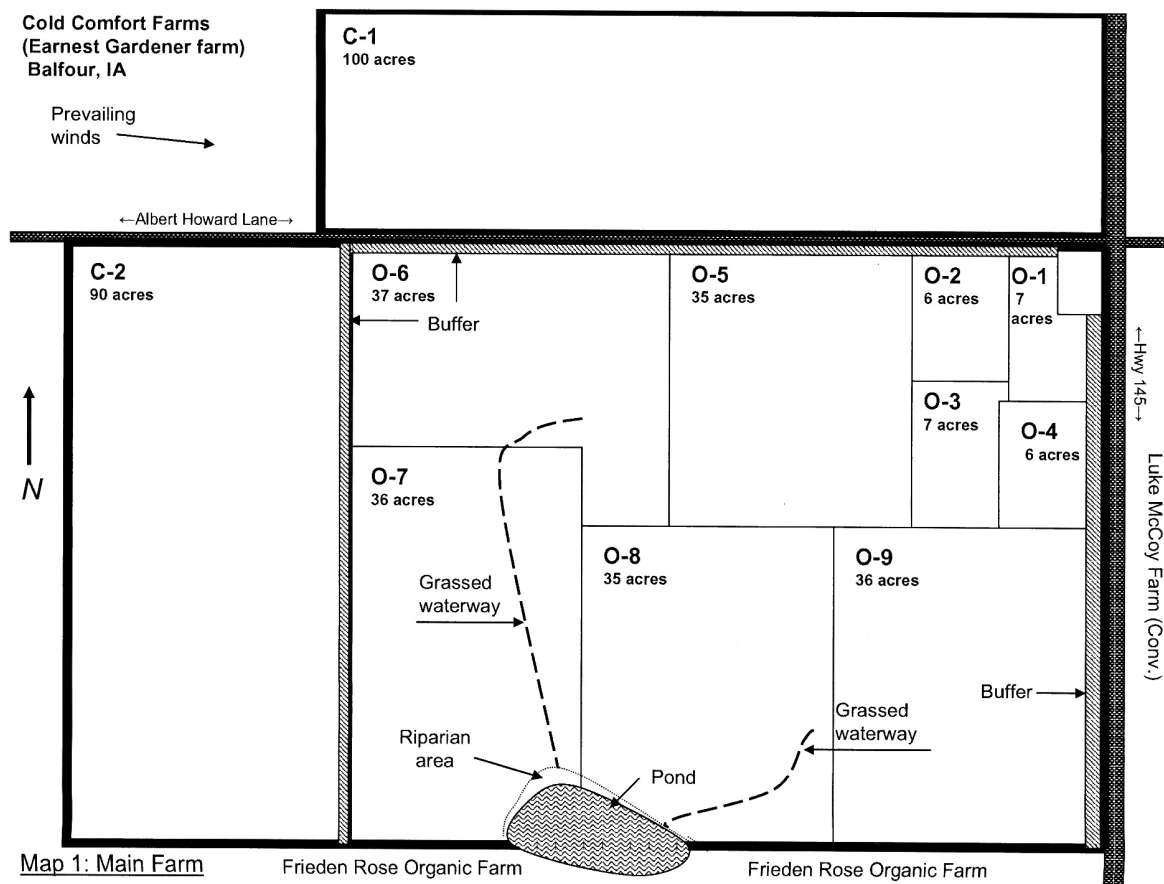 Cold Comfort Farms
(Earnest Gardener farm)
Balfour, IA
Prevailing
winds
C-1
100 acres
←Albert Howard Lane→
C-2
90 acres
O-6
37 acres
O-5
35 acres
O-2
6 acres
O-1
7
acres
Buffer
←Hwy 145→
O-3
7 acres
O-4
6 acres
N
O-7
36 acres
Luke McCoy Farm (Conv.)
O-8
35 acres
O-9
36 acres
Grassed
waterway
Buffer
Grassed
waterway
Riparian
area
Pond
Map 1: Main Farm
Frieden Rose Organic Farm
Frieden Rose Organic Farm